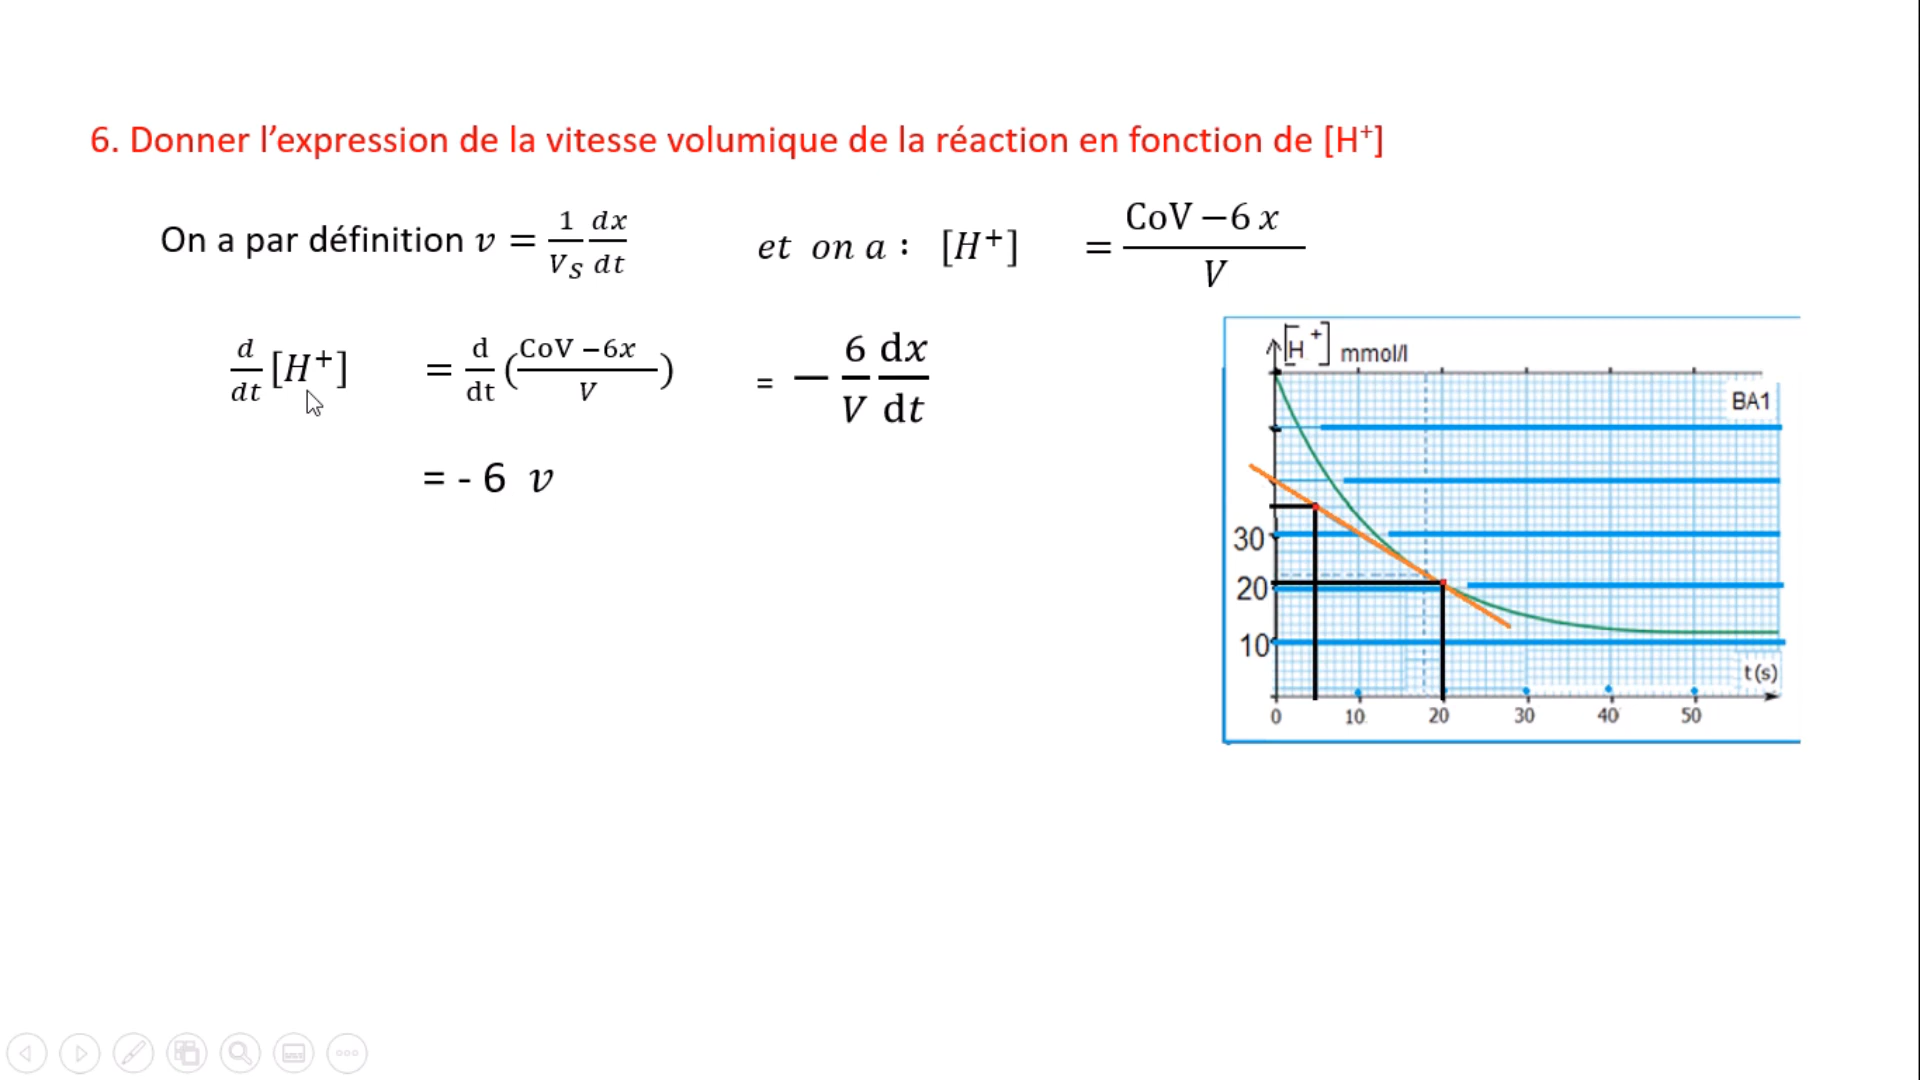 6. Donner l’expression de la vitesse volumique de la réaction en fonction de [H⁺]
On a par définition v = 1/V_S dx/dt et on a : [H⁺] = CoV – 6 x / V
d/dt [H⁺] = d/dt (CoV – 6x / V) = – 6/V dx/dt
= - 6 v
[H⁺] mmol/l
BA1
30
20
10
t(s)
0 10 20 30 40 50